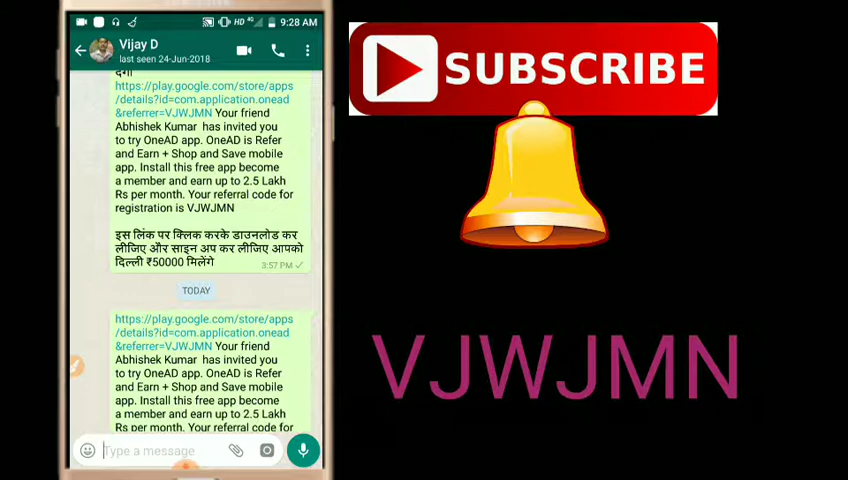 HD 4G 9:28 AM
Vijay D
last seen 24-Jun-2018
https://play.google.com/store/apps
/details?id=com.application.onead
&referrer=VJWJMN Your friend
Abhishek Kumar has invited you
to try OneAD app. OneAD is Refer
and Earn + Shop and Save mobile
app. Install this free app become
a member and earn up to 2.5 Lakh
Rs per month. Your referral code for
registration is VJWJMN
इस लिंक पर क्लिक करके डाउनलोड कर
लीजिए और साइन अप कर लीजिए आपको
दिल्ली ₹50000 मिलेंगे
3:57 PM
TODAY
https://play.google.com/store/apps
/details?id=com.application.onead
&referrer=VJWJMN Your friend
Abhishek Kumar has invited you
to try OneAD app. OneAD is Refer
and Earn + Shop and Save mobile
app. Install this free app become
a member and earn up to 2.5 Lakh
Rs per month. Your referral code for
Type a message
SUBSCRIBE
VJWJMN